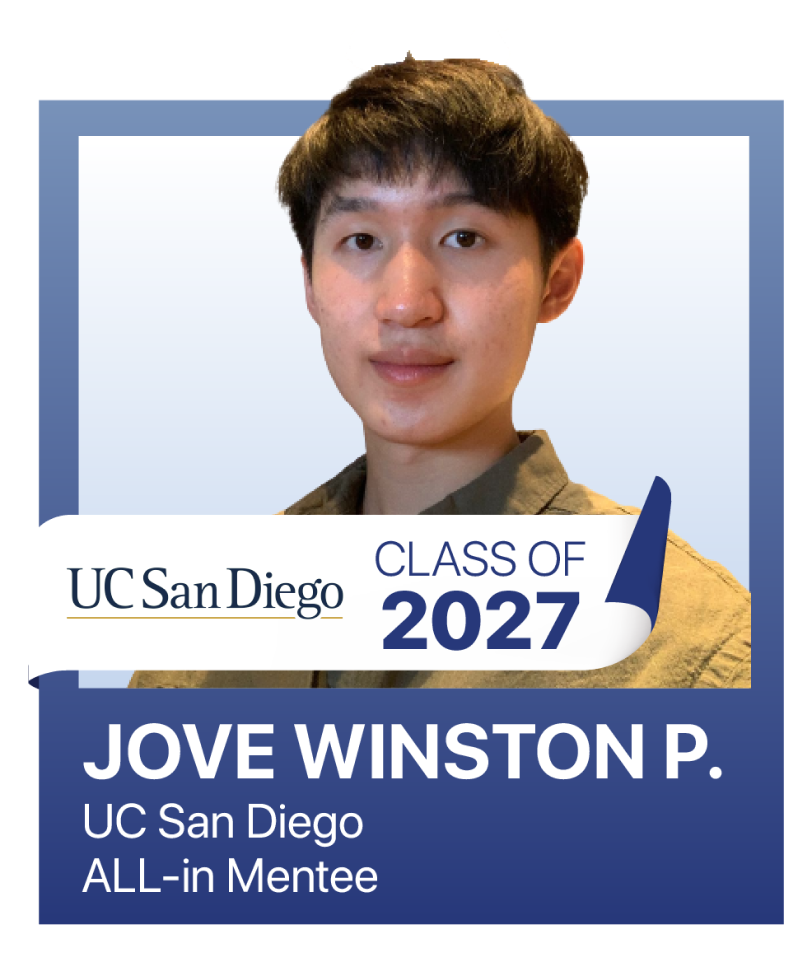 UC San Diego
CLASS OF
2027
JOVE WINSTON P.
UC San Diego
ALL-in Mentee